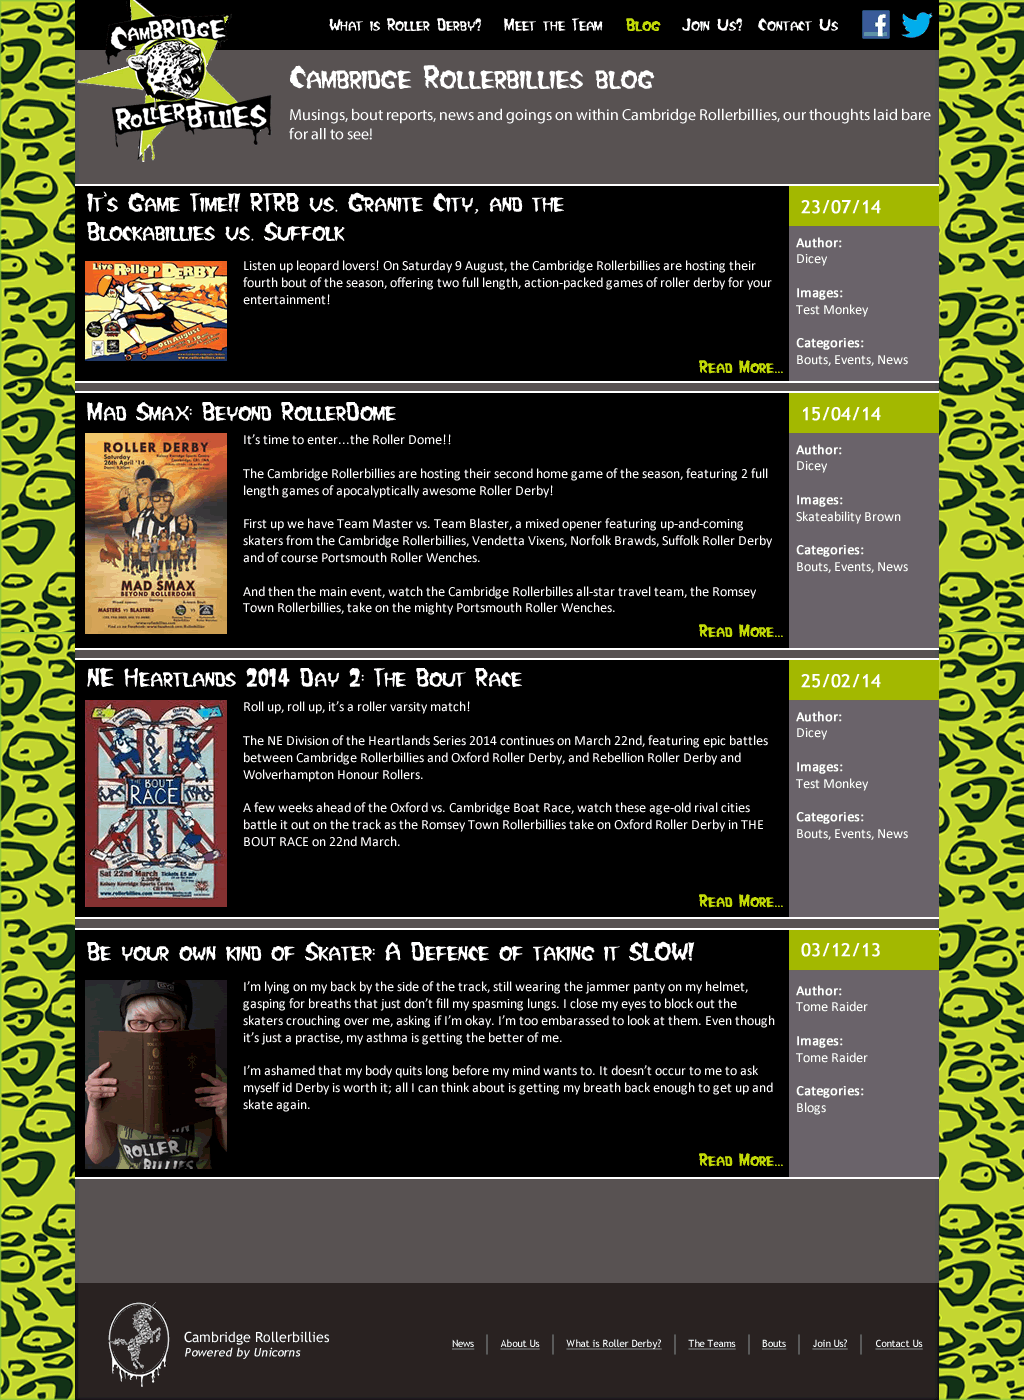 CAMBRIDGE
ROLLERBILLIES
What is Roller Derby? Meet the Team Blog Join Us? Contact Us
Cambridge Rollerbillies blog
Musings, bout reports, news and goings on within Cambridge Rollerbillies, our thoughts laid bare
for all to see!
It's Game Time!! RTRB vs. Granite City, and the
Blockabillies vs. Suffolk
Live Roller Derby
9th August
Listen up leopard lovers! On Saturday 9 August, the Cambridge Rollerbillies are hosting their
fourth bout of the season, offering two full length, action-packed games of roller derby for your
entertainment!
Read More...
23/07/14
Author:
Dicey
Images:
Test Monkey
Categories:
Bouts, Events, News
Mad Smax: Beyond RollerDome
ROLLER DERBY
Saturday
26th April '14
MAD SMAX
BEYOND ROLLERDOME
MASTERS vs BLASTERS
It's time to enter...the Roller Dome!!
The Cambridge Rollerbillies are hosting their second home game of the season, featuring 2 full
length games of apocalyptically awesome Roller Derby!
First up we have Team Master vs. Team Blaster, a mixed opener featuring up-and-coming
skaters from the Cambridge Rollerbillies, Vendetta Vixens, Norfolk Brawds, Suffolk Roller Derby
and of course Portsmouth Roller Wenches.
And then the main event, watch the Cambridge Rollerbilles all-star travel team, the Romsey
Town Rollerbillies, take on the mighty Portsmouth Roller Wenches.
Read More...
15/04/14
Author:
Dicey
Images:
Skateability Brown
Categories:
Bouts, Events, News
NE Heartlands 2014 Day 2: The Bout Race
THE BOUT
RACE
Sat 22nd March Tickets £5 adv
2.30PM
Kelsey Kerridge Sports Centre
CB1 1NA
www.rollerbillies.com
Roll up, roll up, it's a roller varsity match!
The NE Division of the Heartlands Series 2014 continues on March 22nd, featuring epic battles
between Cambridge Rollerbillies and Oxford Roller Derby, and Rebellion Roller Derby and
Wolverhampton Honour Rollers.
A few weeks ahead of the Oxford vs. Cambridge Boat Race, watch these age-old rival cities
battle it out on the track as the Romsey Town Rollerbillies take on Oxford Roller Derby in THE
BOUT RACE on 22nd March.
Read More...
25/02/14
Author:
Dicey
Images:
Test Monkey
Categories:
Bouts, Events, News
Be your own kind of Skater: A Defence of taking it SLOW!
ROLLER
BILLIES
I'm lying on my back by the side of the track, still wearing the jammer panty on my helmet,
gasping for breaths that just don't fill my spasming lungs. I close my eyes to block out the
skaters crouching over me, asking if I'm okay. I'm too embarassed to look at them. Even though
it's just a practise, my asthma is getting the better of me.
I'm ashamed that my body quits long before my mind wants to. It doesn't occur to me to ask
myself id Derby is worth it; all I can think about is getting my breath back enough to get up and
skate again.
Read More...
03/12/13
Author:
Tome Raider
Images:
Tome Raider
Categories:
Blogs
Cambridge Rollerbillies
Powered by Unicorns
News About Us What is Roller Derby? The Teams Bouts Join Us? Contact Us